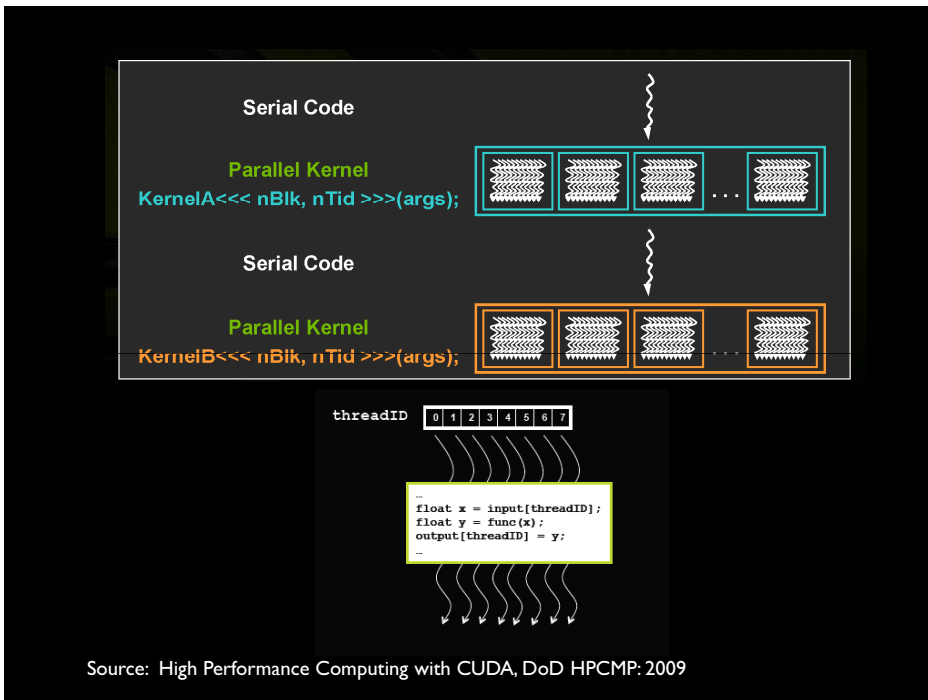 Serial Code
Parallel Kernel
KernelA<<< nBlk, nTid >>>(args);
. . .
Serial Code
Parallel Kernel
KernelB<<< nBlk, nTid >>>(args);
. . .
threadID 0 1 2 3 4 5 6 7
…
float x = input[threadID];
float y = func(x);
output[threadID] = y;
…
Source: High Performance Computing with CUDA, DoD HPCMP: 2009